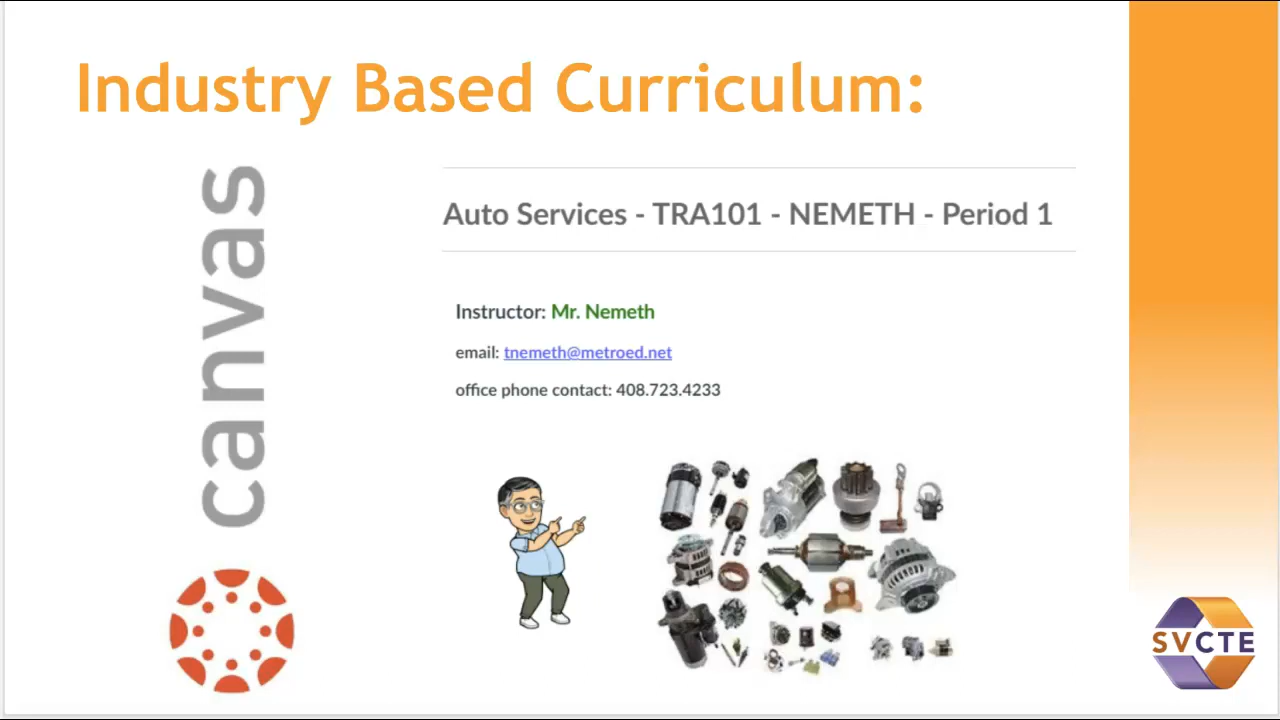 Industry Based Curriculum:
canvas
Auto Services - TRA101 - NEMETH - Period 1
Instructor: Mr. Nemeth
email: tnemeth@metroed.net
office phone contact: 408.723.4233
SVCTE